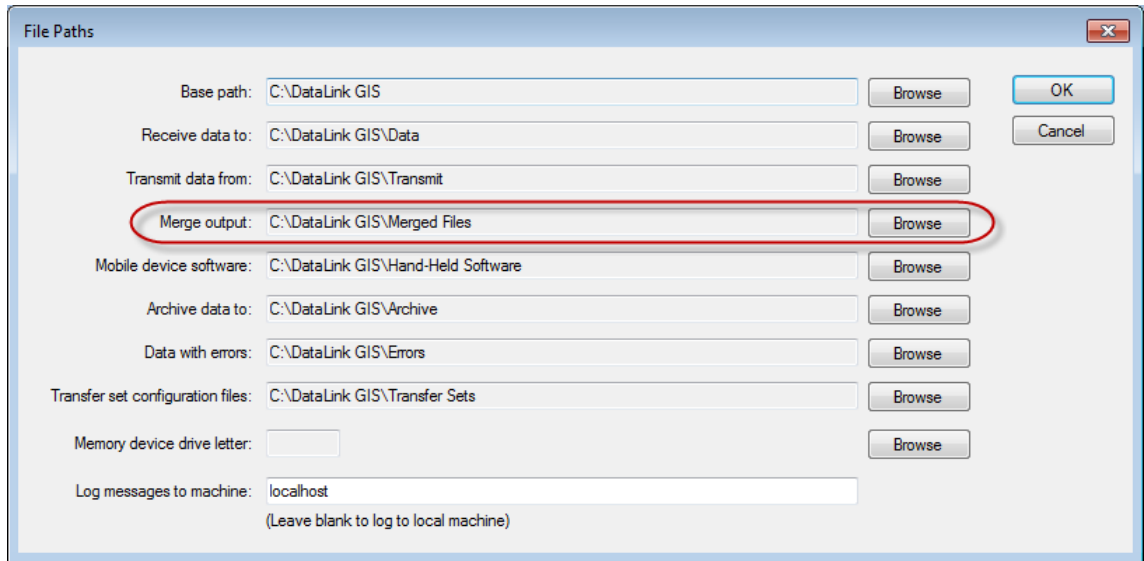 File Paths
Base path: C:\DataLink GIS Browse OK
Receive data to: C:\DataLink GIS\Data Browse Cancel
Transmit data from: C:\DataLink GIS\Transmit Browse
Merge output: C:\DataLink GIS\Merged Files Browse
Mobile device software: C:\DataLink GIS\Hand-Held Software Browse
Archive data to: C:\DataLink GIS\Archive Browse
Data with errors: C:\DataLink GIS\Errors Browse
Transfer set configuration files: C:\DataLink GIS\Transfer Sets Browse
Memory device drive letter: Browse
Log messages to machine: localhost
(Leave blank to log to local machine)